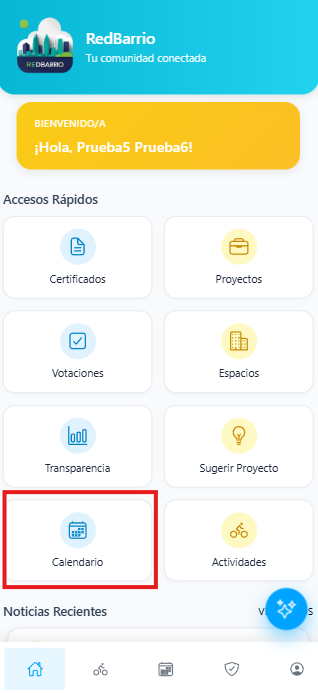 RedBarrio
Tu comunidad conectada
REDBARRIO
BIENVENIDO/A
¡Hola, Prueba5 Prueba6!
Accesos Rápidos
Certificados
Proyectos
Votaciones
Espacios
Transparencia
Sugerir Proyecto
Calendario
Actividades
Noticias Recientes